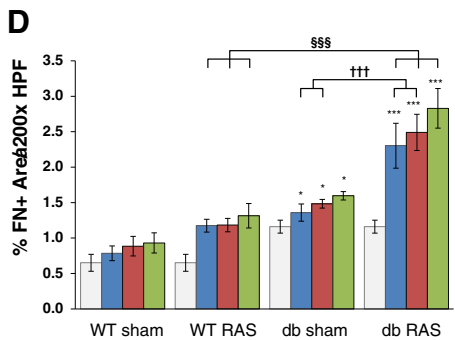 D
§§§
†††
***
***
***
*
*
*
% FN+ Area/200x HPF
3.5
3.0
2.5
2.0
1.5
1.0
0.5
0.0
WT sham
WT RAS
db sham
db RAS